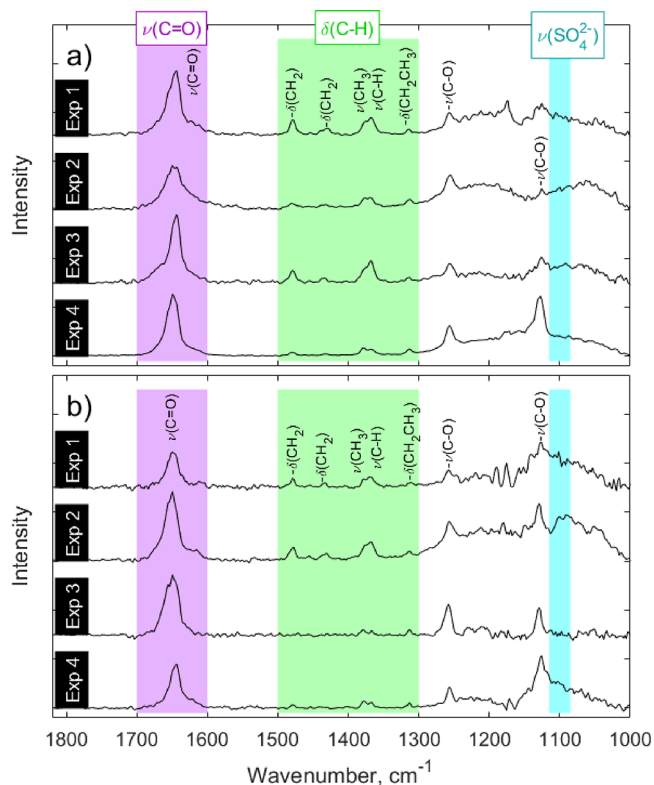 ν(C=O)
δ(C-H)
ν(SO₄²⁻)
a)
ν(C=O)
-δ(CH₂)
-δ(CH₂)
ν(CH₃)
ν(C-H)
-δ(CH₂CH₃)
-ν(C-O)
-ν(C-O)
Exp 1
Exp 2
Exp 3
Exp 4
Intensity
b)
ν(C=O)
-δ(CH₂)
-δ(CH₂)
ν(CH₃)
ν(C-H)
-δ(CH₂CH₃)
-ν(C-O)
-ν(C-O)
Exp 1
Exp 2
Exp 3
Exp 4
Intensity
1800 1700 1600 1500 1400 1300 1200 1100 1000
Wavenumber, cm⁻¹